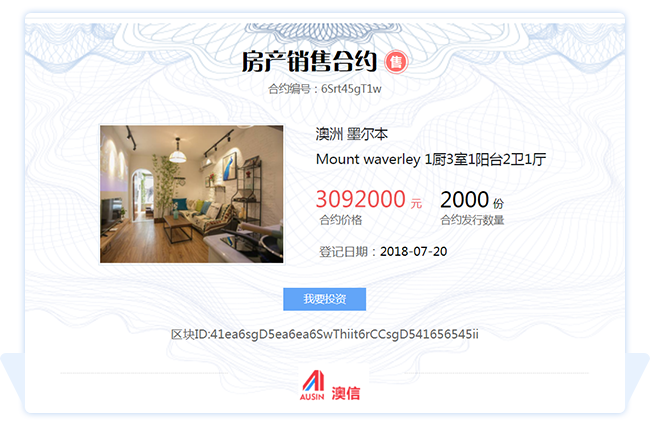 房产销售合约 售
合约编号：6Srt45gT1w
澳洲 墨尔本
Mount waverley 1厨3室1阳台2卫1厅
3092000 元 2000 份
合约价格 合约发行数量
登记日期：2018-07-20
我要投资
区块ID:41ea6sgD5ea6ea6SwThiit6rCCsgD541656545ii
AUSIN 澳信